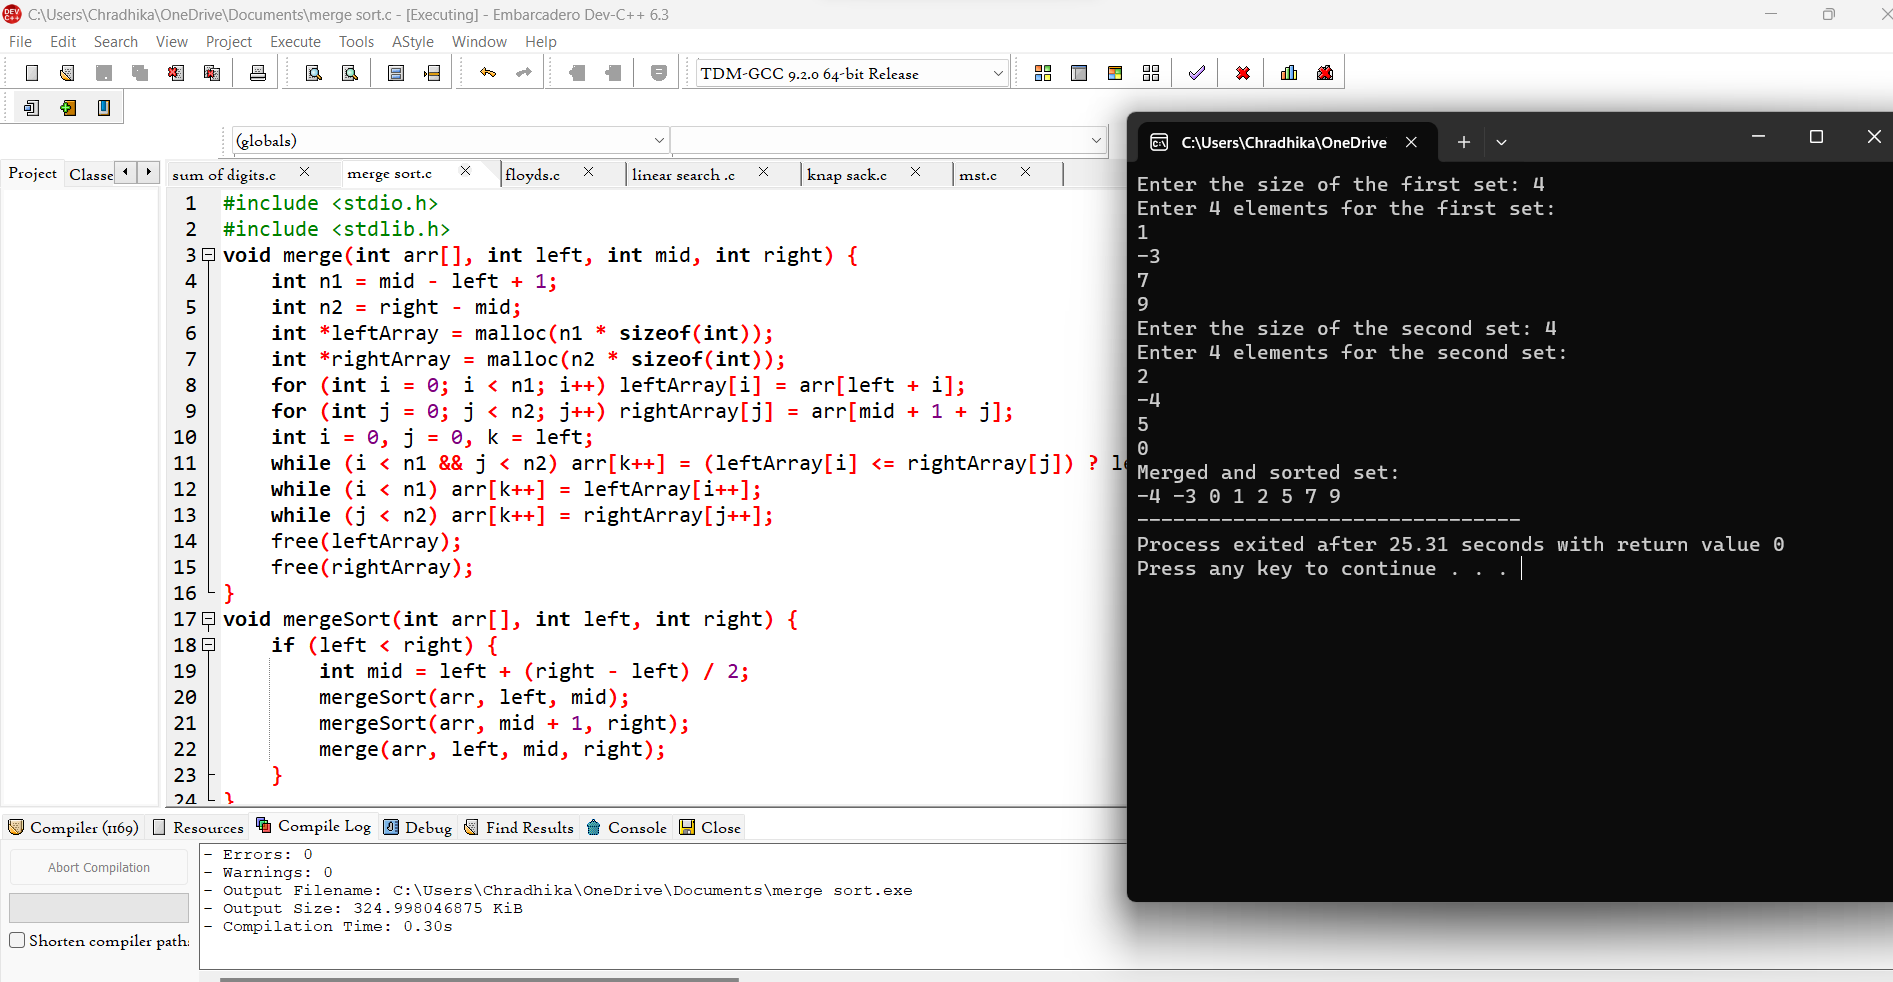 C:\Users\Chradhika\OneDrive\Documents\merge sort.c - [Executing] - Embarcadero Dev-C++ 6.3
File Edit Search View Project Execute Tools AStyle Window Help
TDM-GCC 9.2.0 64-bit Release
(globals)
Project Classe
sum of digits.c merge sort.c floyds.c linear search .c knap sack.c mst.c
1 #include <stdio.h>
2 #include <stdlib.h>
3 void merge(int arr[], int left, int mid, int right) {
4 int n1 = mid - left + 1;
5 int n2 = right - mid;
6 int *leftArray = malloc(n1 * sizeof(int));
7 int *rightArray = malloc(n2 * sizeof(int));
8 for (int i = 0; i < n1; i++) leftArray[i] = arr[left + i];
9 for (int j = 0; j < n2; j++) rightArray[j] = arr[mid + 1 + j];
10 int i = 0, j = 0, k = left;
11 while (i < n1 && j < n2) arr[k++] = (leftArray[i] <= rightArray[j]) ? le
12 while (i < n1) arr[k++] = leftArray[i++];
13 while (j < n2) arr[k++] = rightArray[j++];
14 free(leftArray);
15 free(rightArray);
16 }
17 void mergeSort(int arr[], int left, int right) {
18 if (left < right) {
19 int mid = left + (right - left) / 2;
20 mergeSort(arr, left, mid);
21 mergeSort(arr, mid + 1, right);
22 merge(arr, left, mid, right);
23 }
24 }
Compiler (1169) Resources Compile Log Debug Find Results Console Close
Abort Compilation
Shorten compiler path
- Errors: 0
- Warnings: 0
- Output Filename: C:\Users\Chradhika\OneDrive\Documents\merge sort.exe
- Output Size: 324.998046875 KiB
- Compilation Time: 0.30s
C:\Users\Chradhika\OneDrive
Enter the size of the first set: 4
Enter 4 elements for the first set:
1
-3
7
9
Enter the size of the second set: 4
Enter 4 elements for the second set:
2
-4
5
0
Merged and sorted set:
-4 -3 0 1 2 5 7 9
--------------------------------
Process exited after 25.31 seconds with return value 0
Press any key to continue . . .